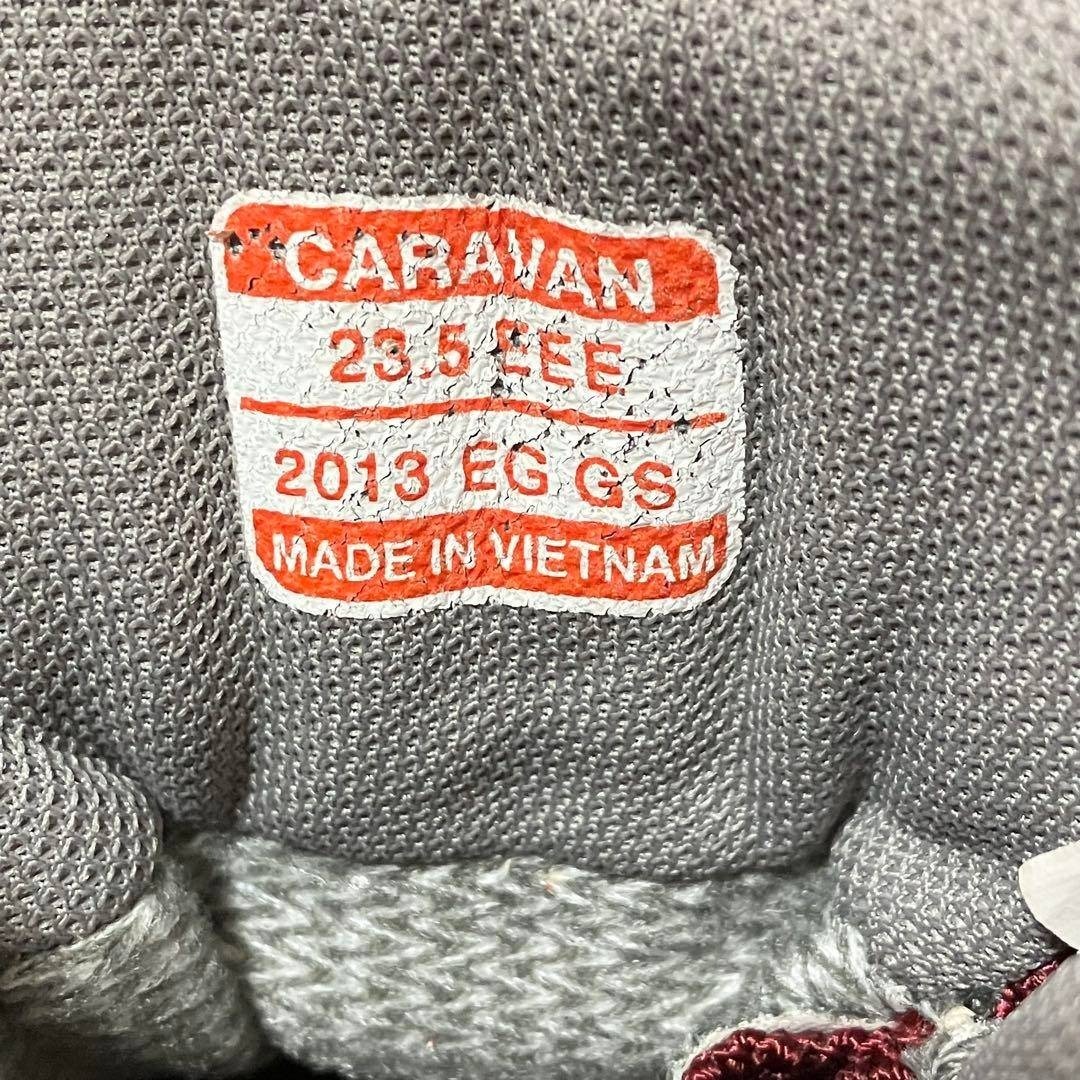 CARAVAN
23.5 EEE
2013 EG GS
MADE IN VIETNAM